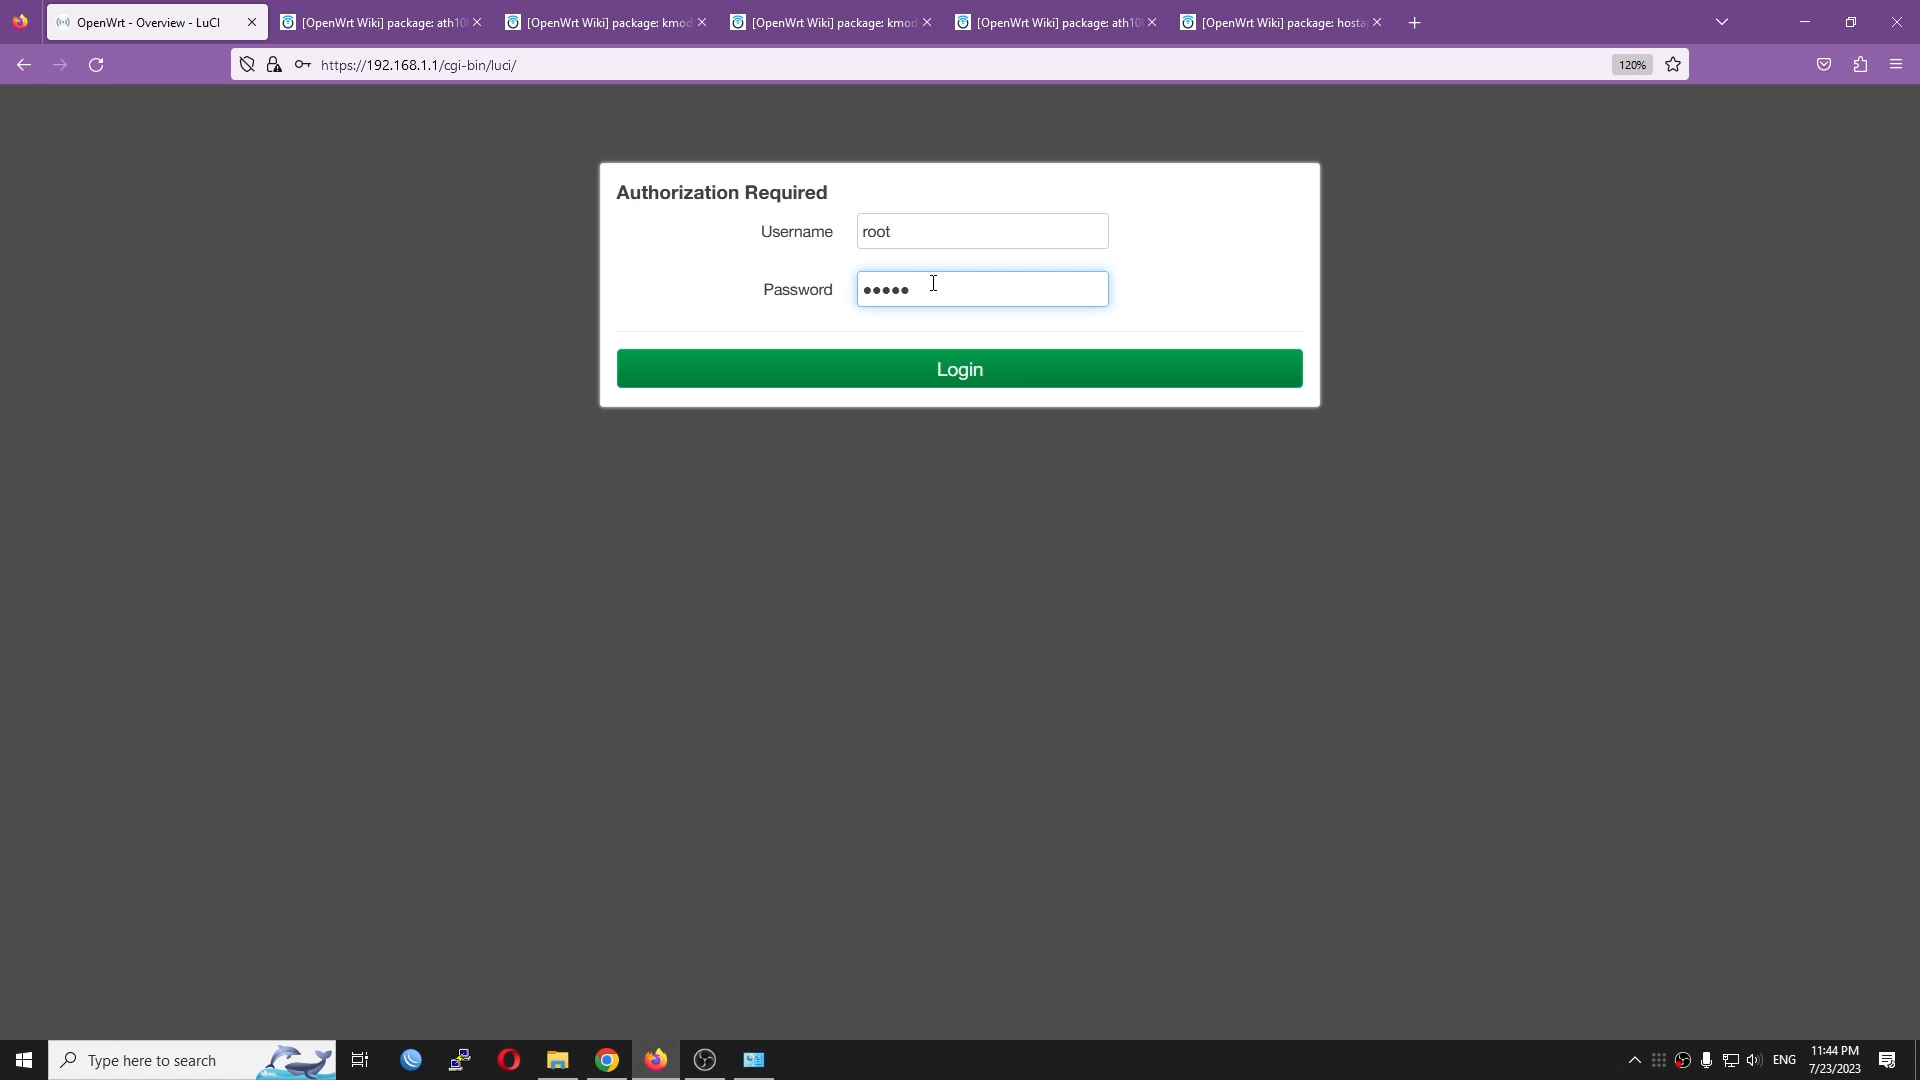 OpenWrt - Overview - LuCI
[OpenWrt Wiki] package: ath10
[OpenWrt Wiki] package: kmod
[OpenWrt Wiki] package: kmod
[OpenWrt Wiki] package: ath10
[OpenWrt Wiki] package: hosta
https://192.168.1.1/cgi-bin/luci/
120%
Authorization Required
Username
root
Password
●●●●●
Login
Type here to search
ENG
11:44 PM
7/23/2023